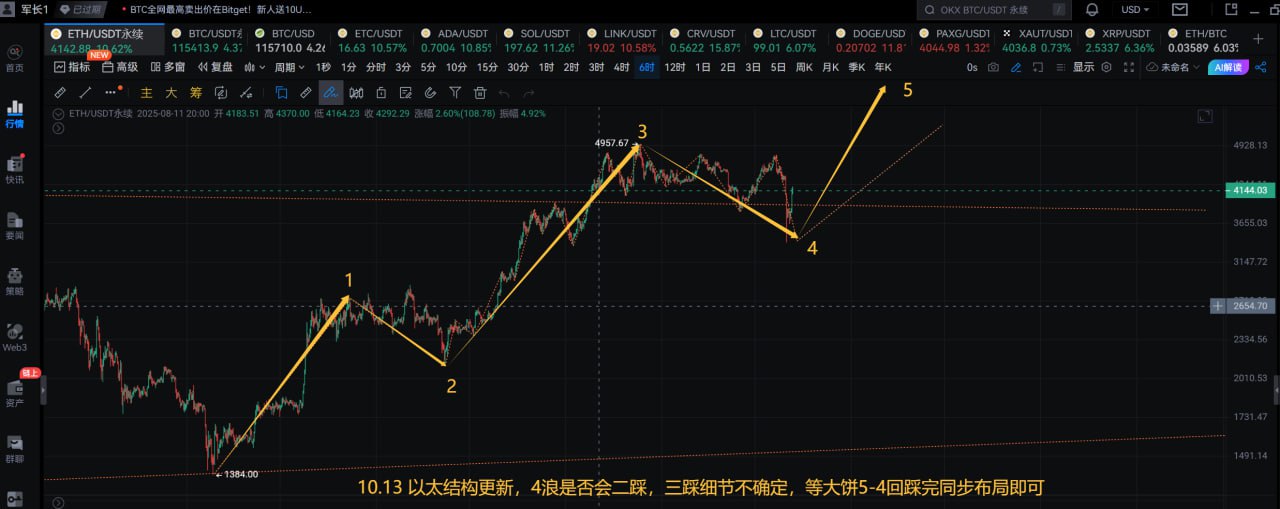 军长1
已过期
BTC全网最高卖出价在Bitget! 新人送10U...
OKX BTC/USDT 永续
/
USD
ETH/USDT永续
4142.88 10.62%
BTC/USDT永
115413.9 4.37
BTC/USD
115710.0 4.26
ETC/USDT
16.63 10.57%
ADA/USDT
0.7004 10.85%
SOL/USDT
197.62 11.26%
LINK/USDT
19.02 10.58%
CRV/USDT
0.5622 15.87%
LTC/USDT
99.01 6.07%
DOGE/USDT
0.20702 11.81
PAXG/USDT
4044.98 1.32%
XAUT/USDT
4036.8 0.73%
XRP/USDT
2.5337 6.36%
ETH/BTC
0.03589 6.03
NEW
指标 高级 多窗 复盘 周期 1秒 1分 分时 3分 5分 10分 15分 30分 1时 2时 3时 4时 6时 12时 1日 2日 3日 5日 周K 月K 季K 年K
0s 显示 未命名 AI解读
主 大 筹
ETH/USDT永续 2025-08-11 20:00 开 4183.51 高 4370.00 低 4164.23 收 4292.29 涨幅 2.60%(108.78) 振幅 4.92%
首页
行情
快讯
要闻
策略
Web3
链上
资产
群聊
5
3
4957.67
4928.13
4144.03
3655.03
4
3147.72
1
2654.70
2334.56
2
2010.53
1731.47
1491.14
1384.00
10.13 以太结构更新，4浪是否会二踩，三踩细节不确定，等大饼5-4回踩完同步布局即可